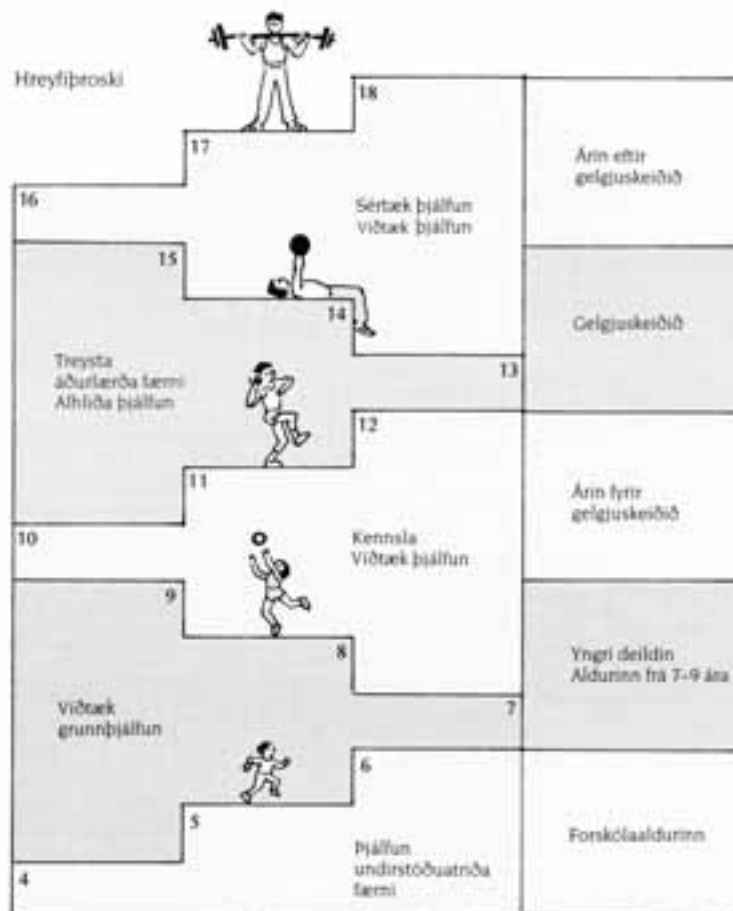 Hreyfiþroski
18
17
Árin eftir
gelgjuskeiðið
16
Sértæk þjálfun
Víðtæk þjálfun
15
14
Gelgjuskeiðið
Treysta
áðurlærða færni
Alhliða þjálfun
13
12
11
Árin fyrir
gelgjuskeiðið
10
Kennsla
Víðtæk þjálfun
9
8
Yngri deildin
Aldurinn frá 7–9 ára
Víðtæk
grunnþjálfun
7
6
5
Forskólaaldurinn
Þjálfun
undirstöðuatriða
færni
4